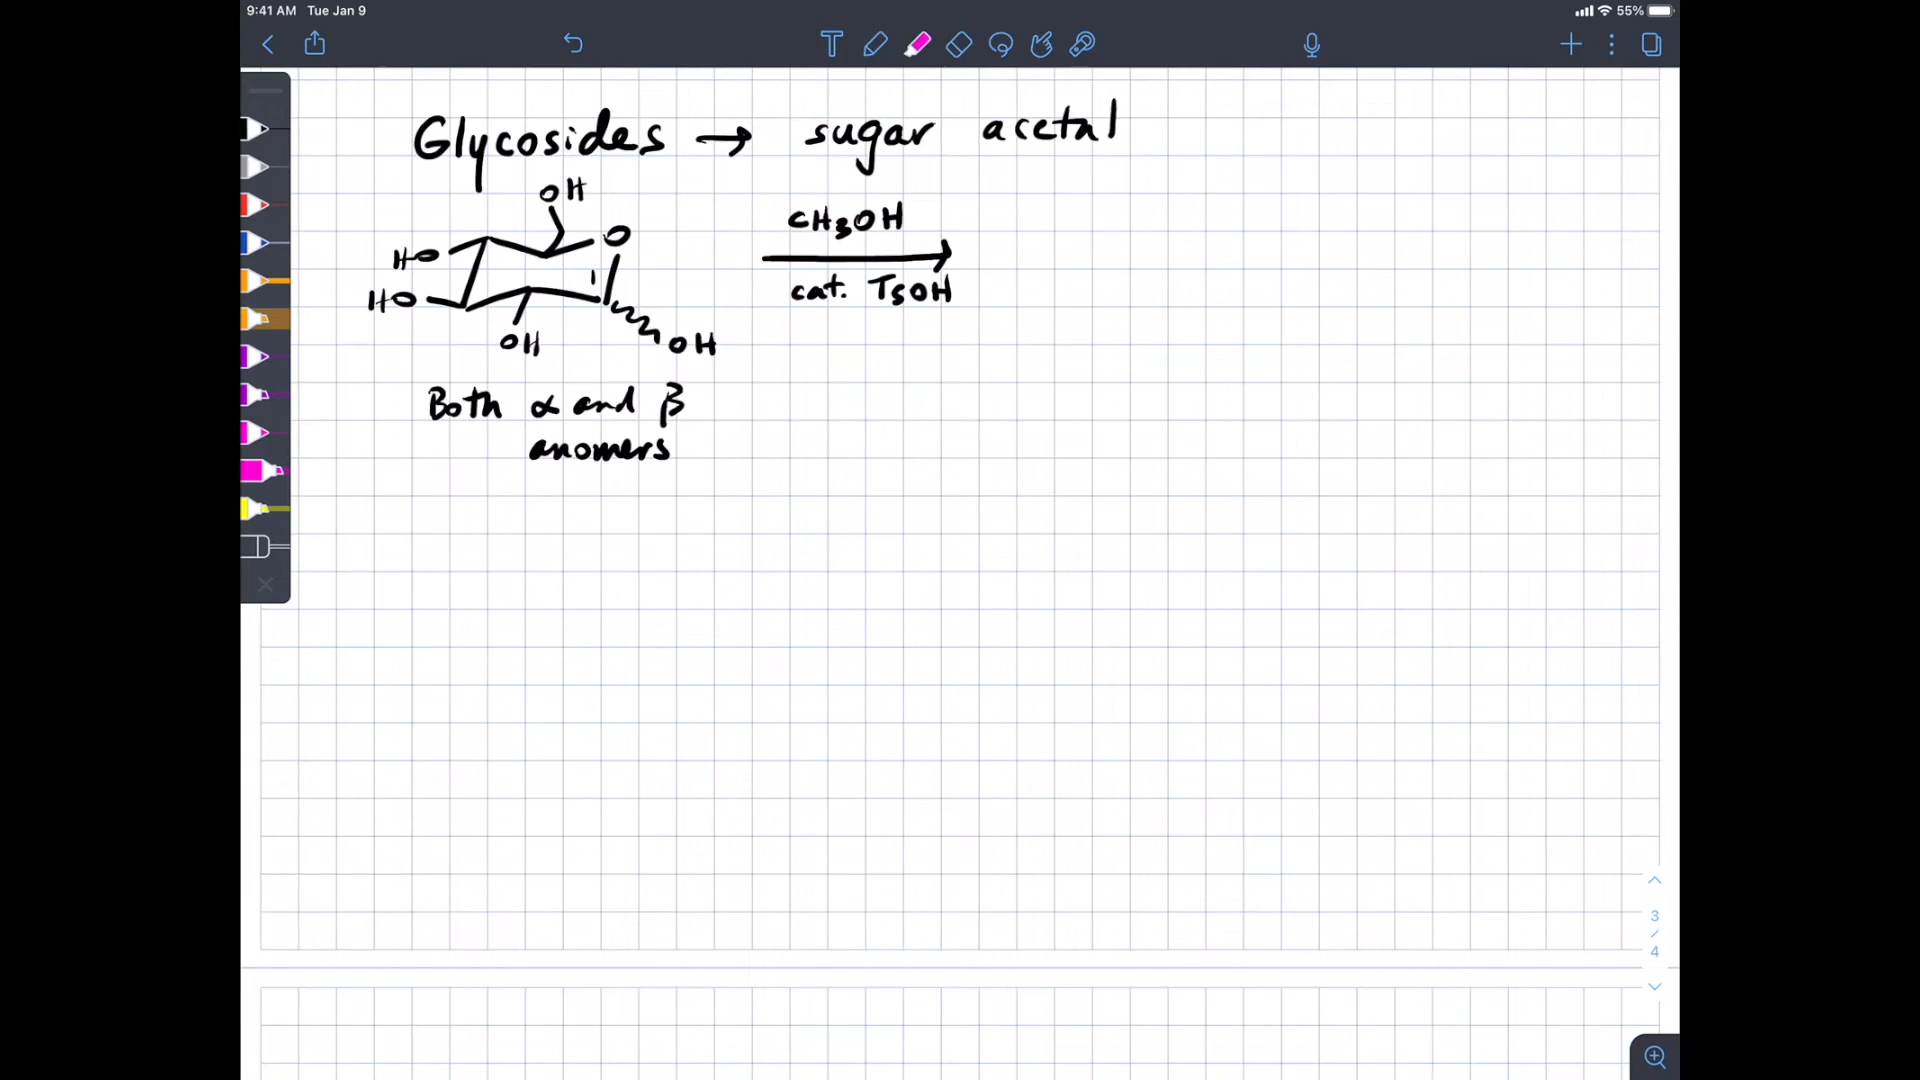 9:41 AM Tue Jan 9
55%
T
Glycosides → sugar acetal
OH
HO
O
HO
1
OH
OH
CH3OH
cat. TsOH
Both α and β
anomers
3
/
4